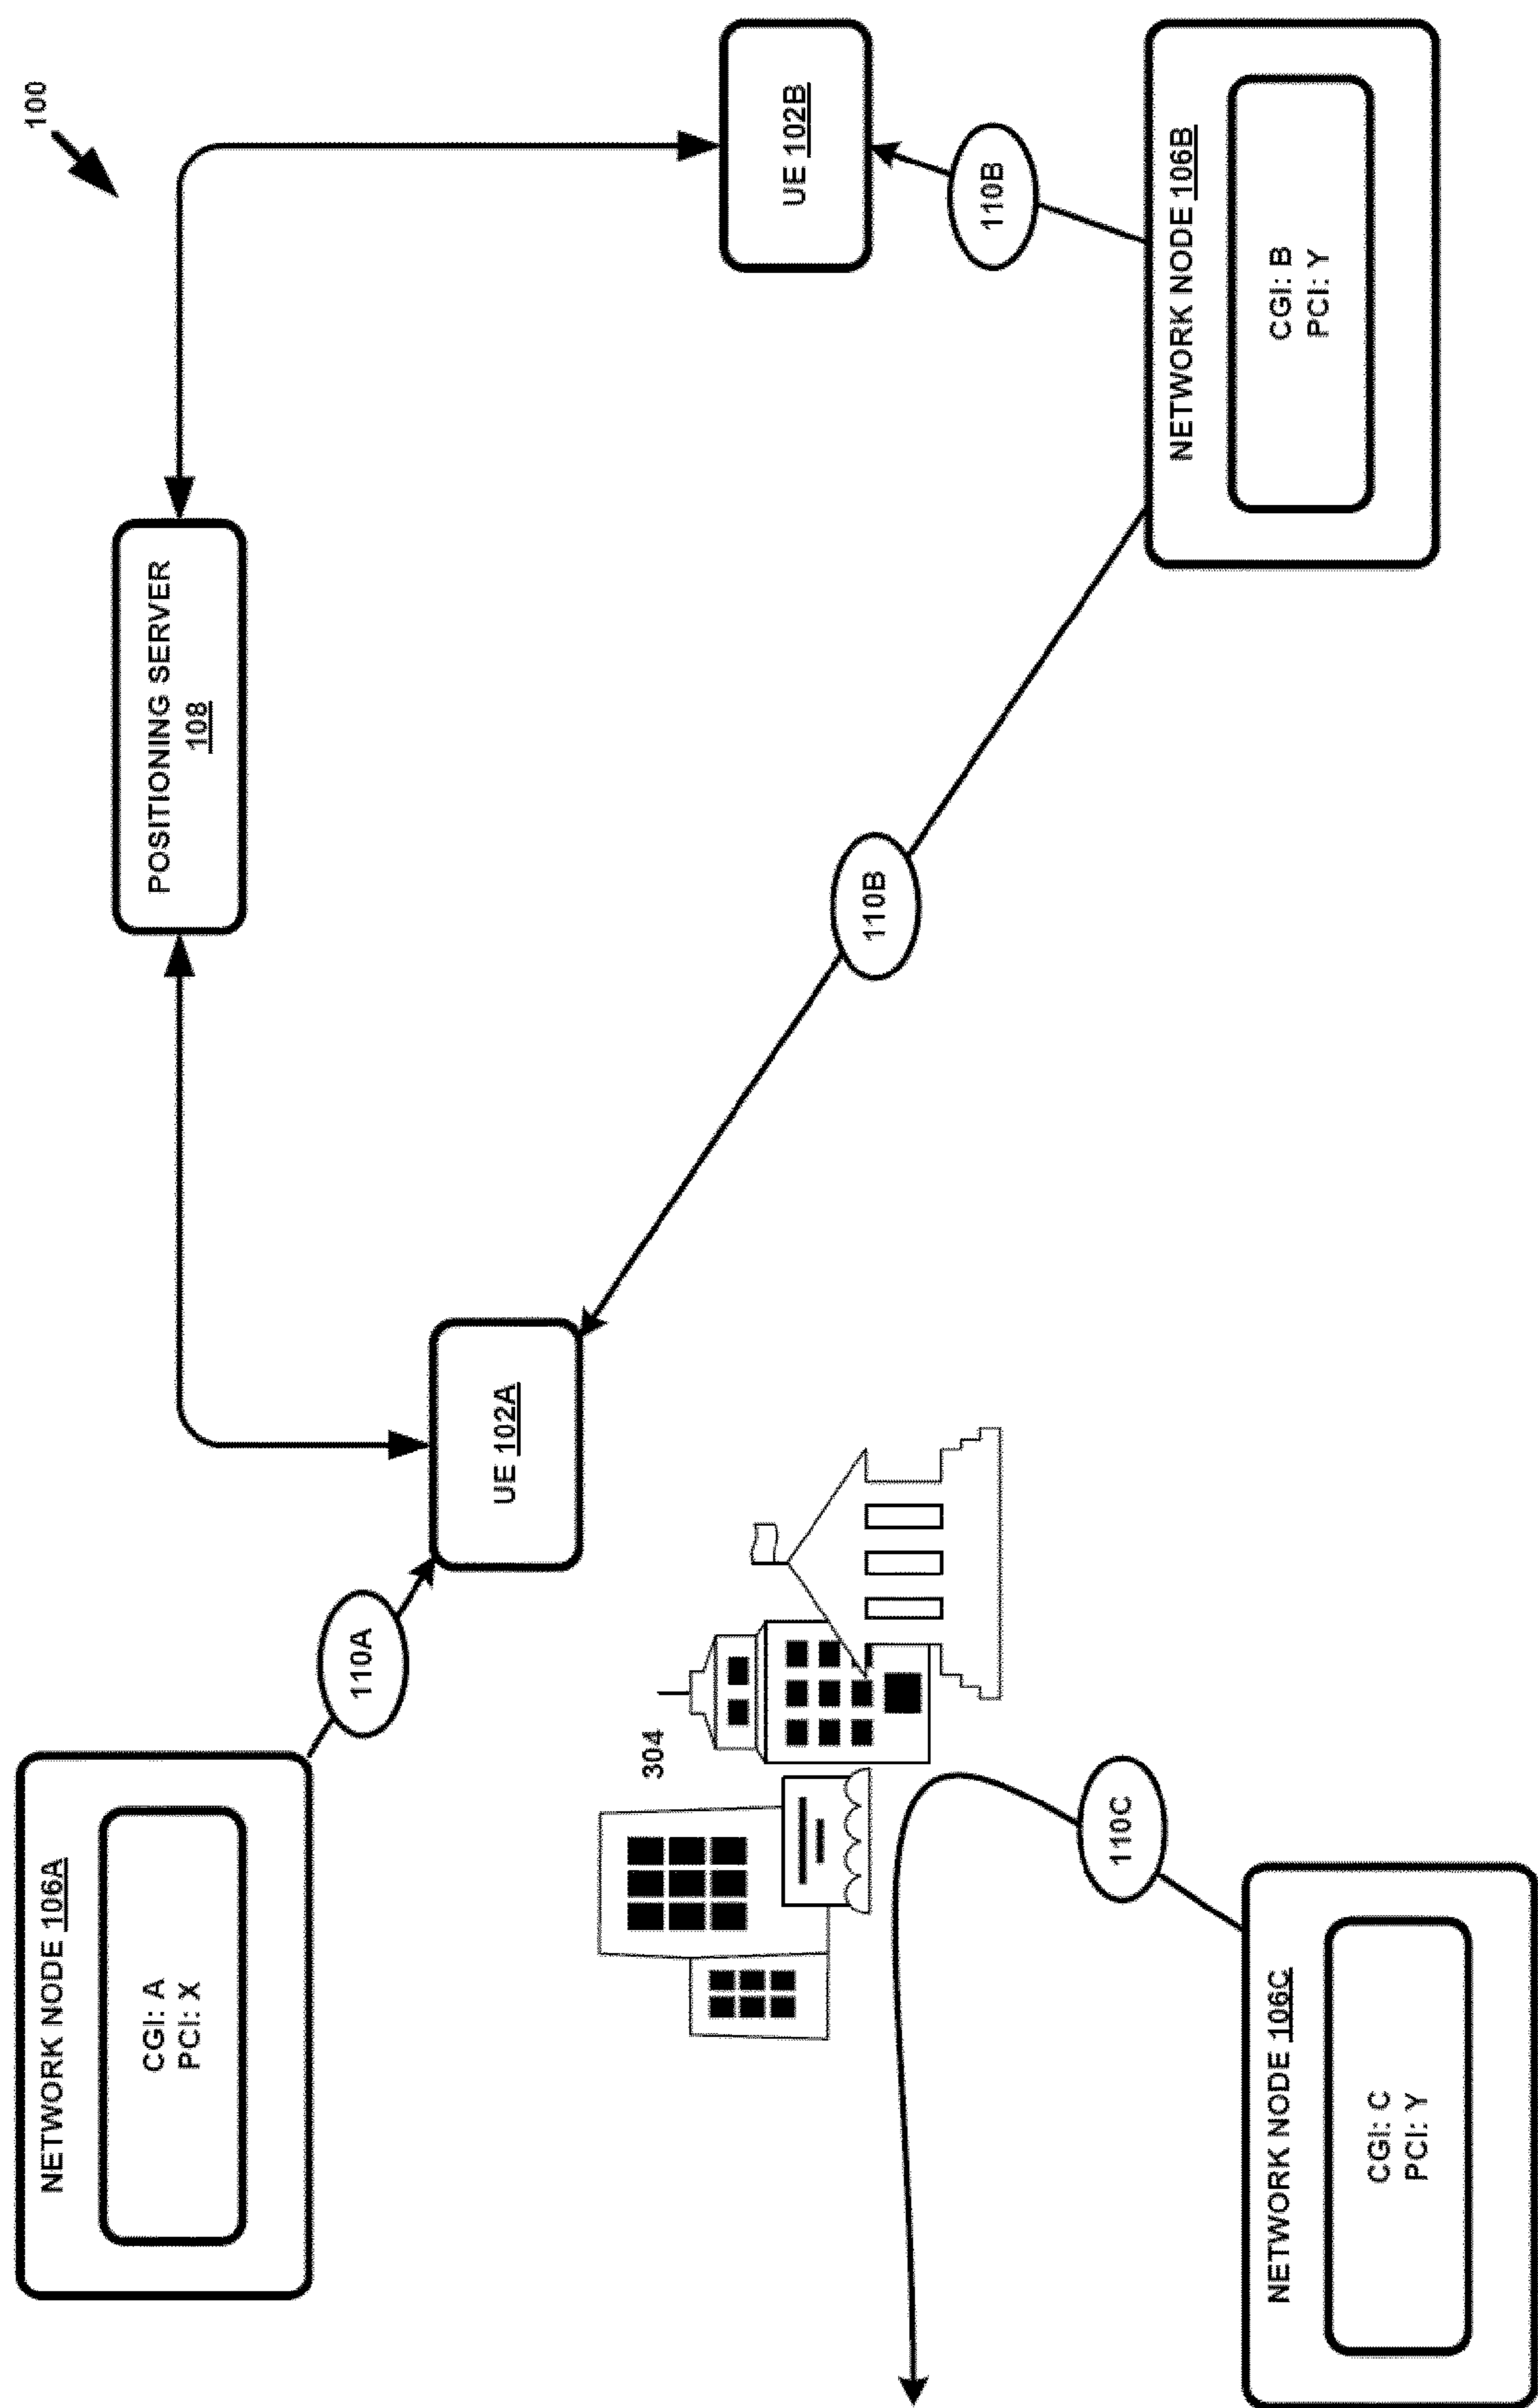 100
POSITIONING SERVER
108
NETWORK NODE 106A
CGI: A
PCI: X
110A
UE 102A
UE 102B
110B
110B
304
NETWORK NODE 106B
CGI: B
PCI: Y
110C
NETWORK NODE 106C
CGI: C
PCI: Y